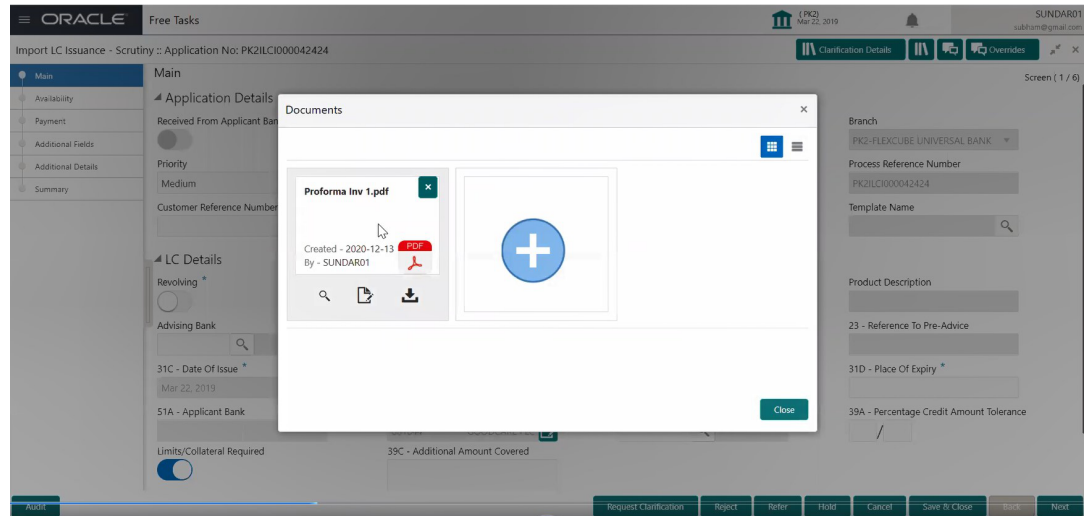 ORACLE
Free Tasks
( PK2)
Mar 22, 2019
SUNDAR01
subham@gmail.com
Import LC Issuance - Scrutiny :: Application No: PK2ILCI000042424
Clarification Details
Overrides
Main
Availability
Payment
Additional Fields
Additional Details
Summary
Main
Screen ( 1 / 6)
Application Details
Received From Applicant Ban
Branch
PK2-FLEXCUBE UNIVERSAL BANK
Priority
Medium
Process Reference Number
PK2ILCI000042424
Customer Reference Number
Template Name
Documents
Proforma Inv 1.pdf
Created - 2020-12-13
By - SUNDAR01
PDF
Close
LC Details
Revolving *
Product Description
Advising Bank
23 - Reference To Pre-Advice
31C - Date Of Issue *
Mar 22, 2019
31D - Place Of Expiry *
51A - Applicant Bank
39A - Percentage Credit Amount Tolerance
/
Limits/Collateral Required
39C - Additional Amount Covered
Audit
Request Clarification
Reject
Refer
Hold
Cancel
Save & Close
Back
Next